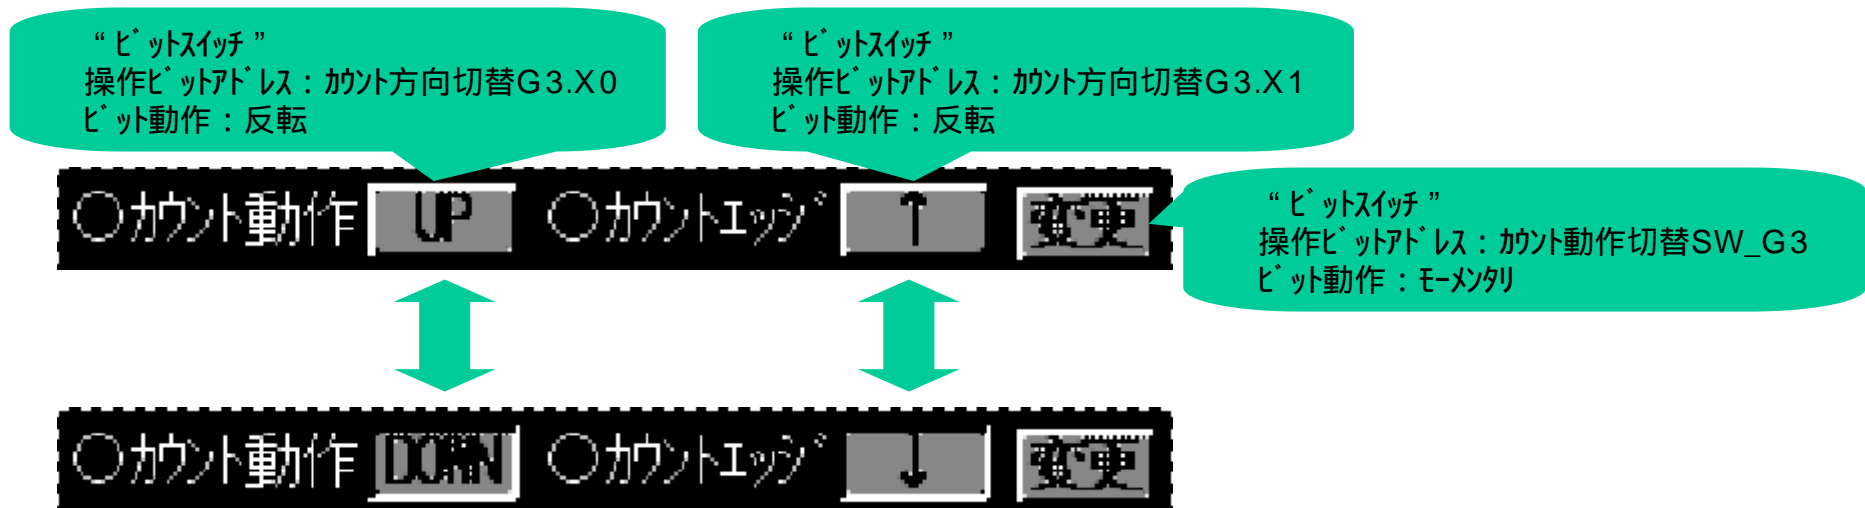 “ビットスイッチ”
操作ビットアドレス：カウント方向切替G3.X0
ビット動作：反転
“ビットスイッチ”
操作ビットアドレス：カウント方向切替G3.X1
ビット動作：反転
○カウント動作 UP ○カウントエッジ ↑ 変更
“ビットスイッチ”
操作ビットアドレス：カウント動作切替SW_G3
ビット動作：モーメンタリ
○カウント動作 DOWN ○カウントエッジ ↓ 変更